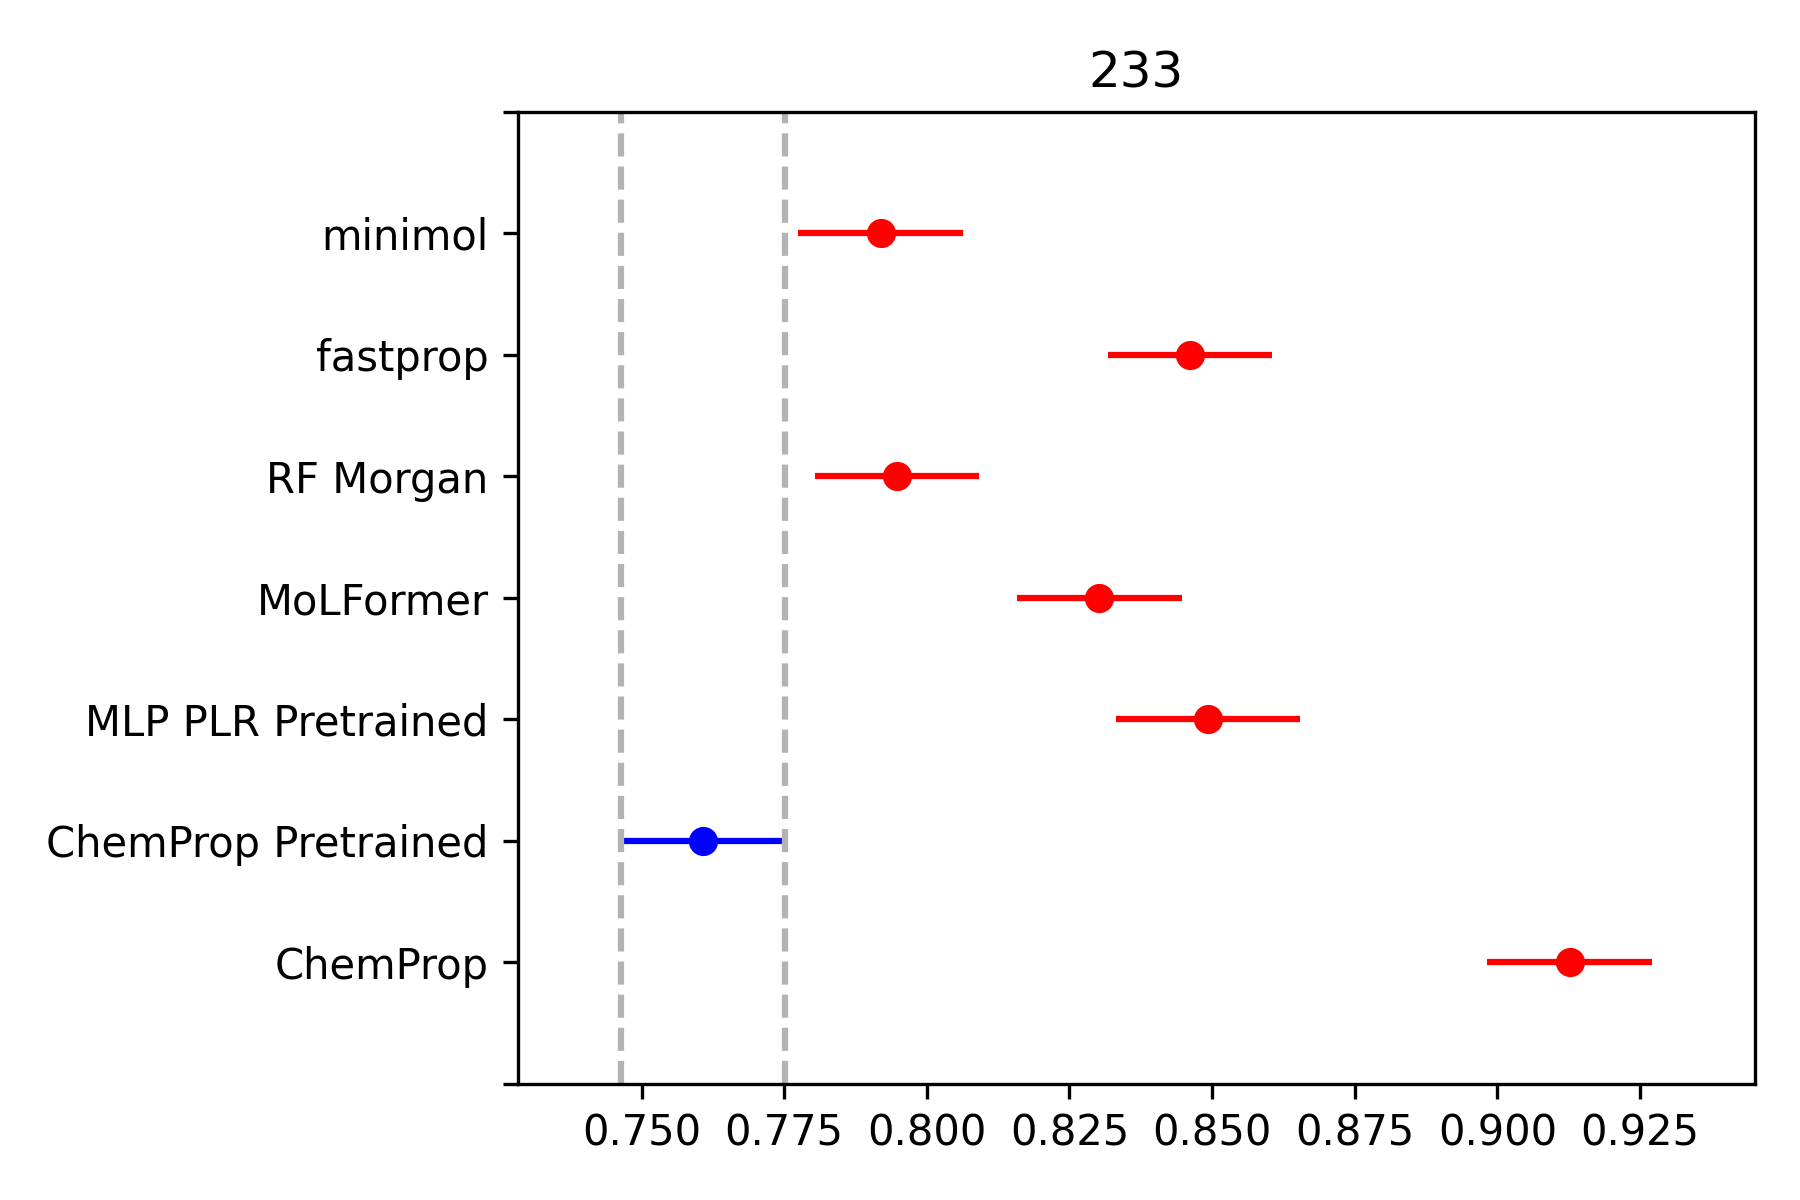 233
minimol
fastprop
RF Morgan
MoLFormer
MLP PLR Pretrained
ChemProp Pretrained
ChemProp
0.750 0.775 0.800 0.825 0.850 0.875 0.900 0.925